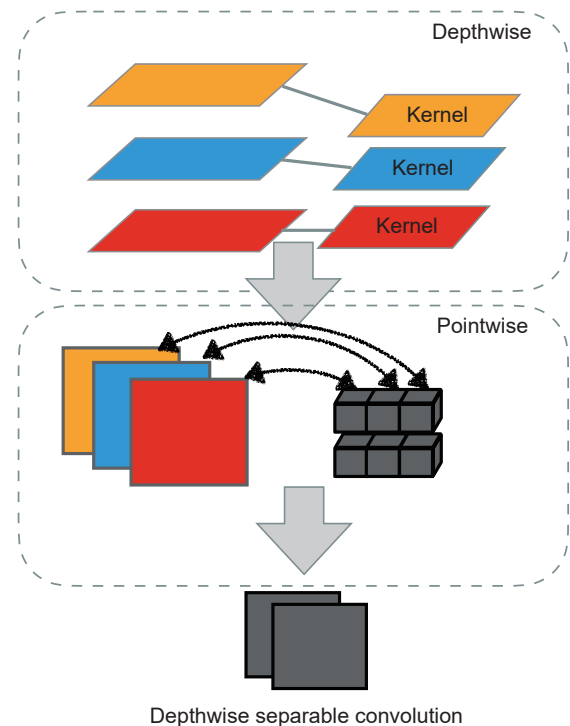 Depthwise
Kernel
Kernel
Kernel
Pointwise
Depthwise separable convolution